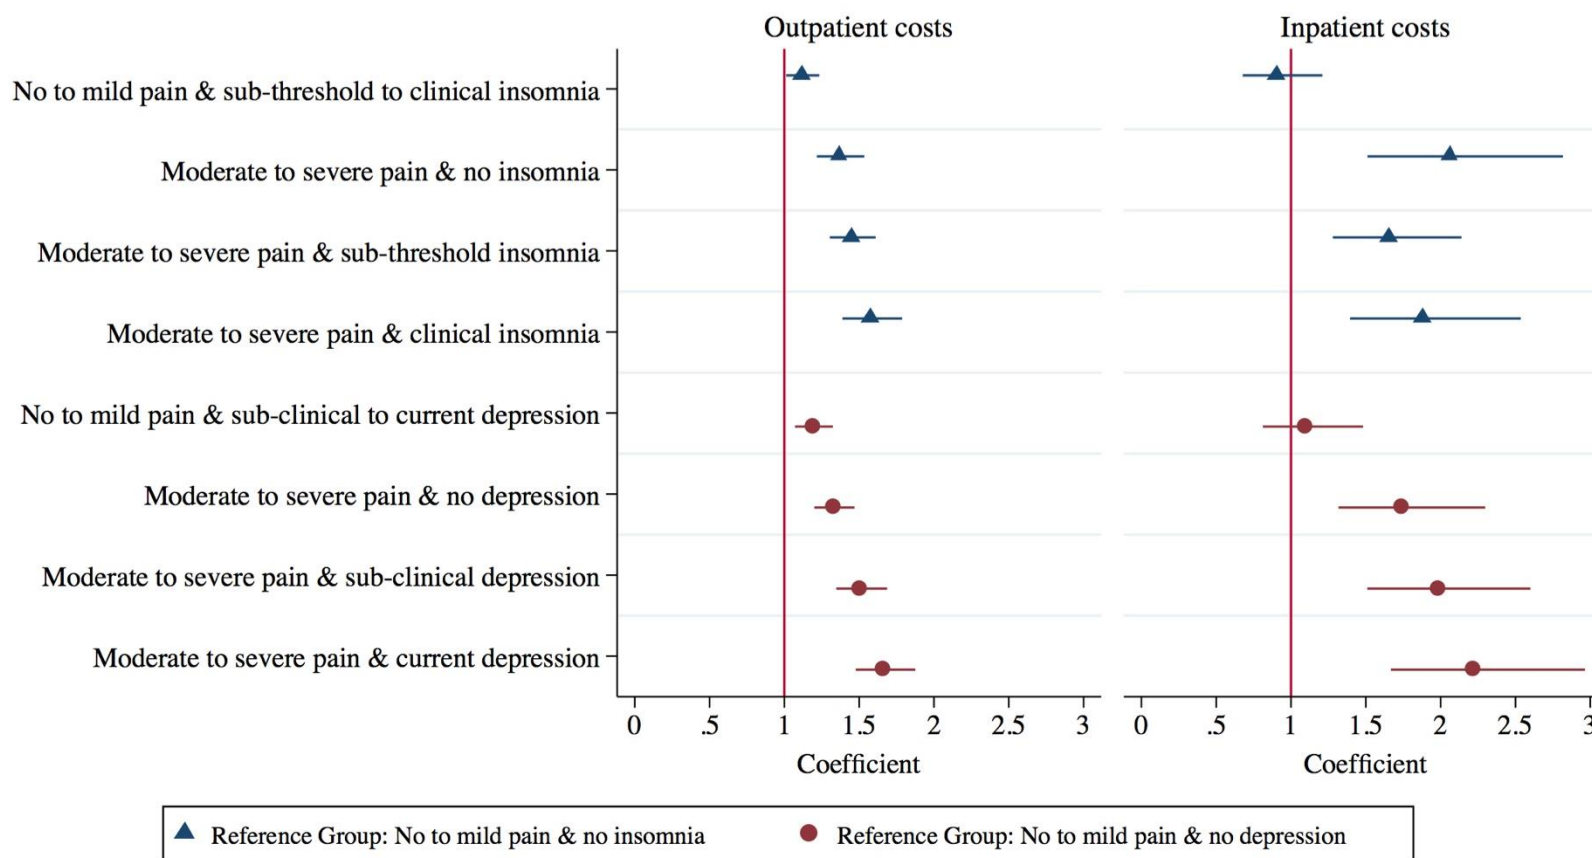 Outpatient costs
Inpatient costs
No to mild pain & sub-threshold to clinical insomnia
Moderate to severe pain & no insomnia
Moderate to severe pain & sub-threshold insomnia
Moderate to severe pain & clinical insomnia
No to mild pain & sub-clinical to current depression
Moderate to severe pain & no depression
Moderate to severe pain & sub-clinical depression
Moderate to severe pain & current depression
0 .5 1 1.5 2 2.5 3
0 .5 1 1.5 2 2.5 3
Coefficient
Coefficient
Reference Group: No to mild pain & no insomnia
Reference Group: No to mild pain & no depression